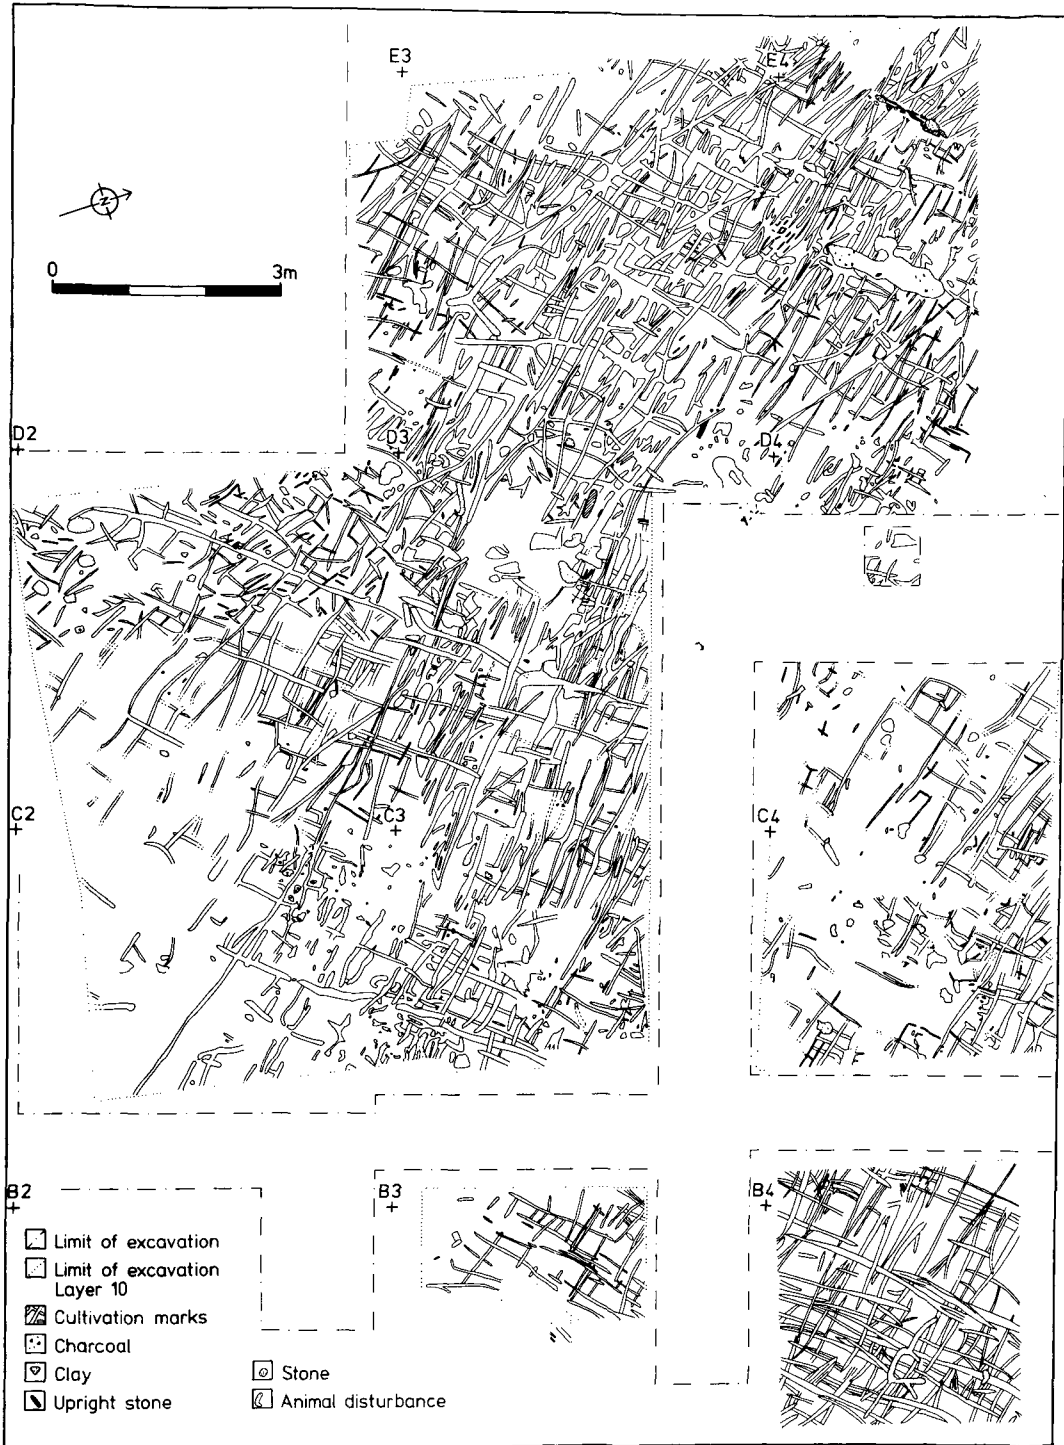 E3
E4
N
0
3m
D2
D3
D4
C2
C3
C4
B2
B3
B4
Limit of excavation
Limit of excavation
Layer 10
Cultivation marks
Charcoal
Clay
Stone
Upright stone
Animal disturbance